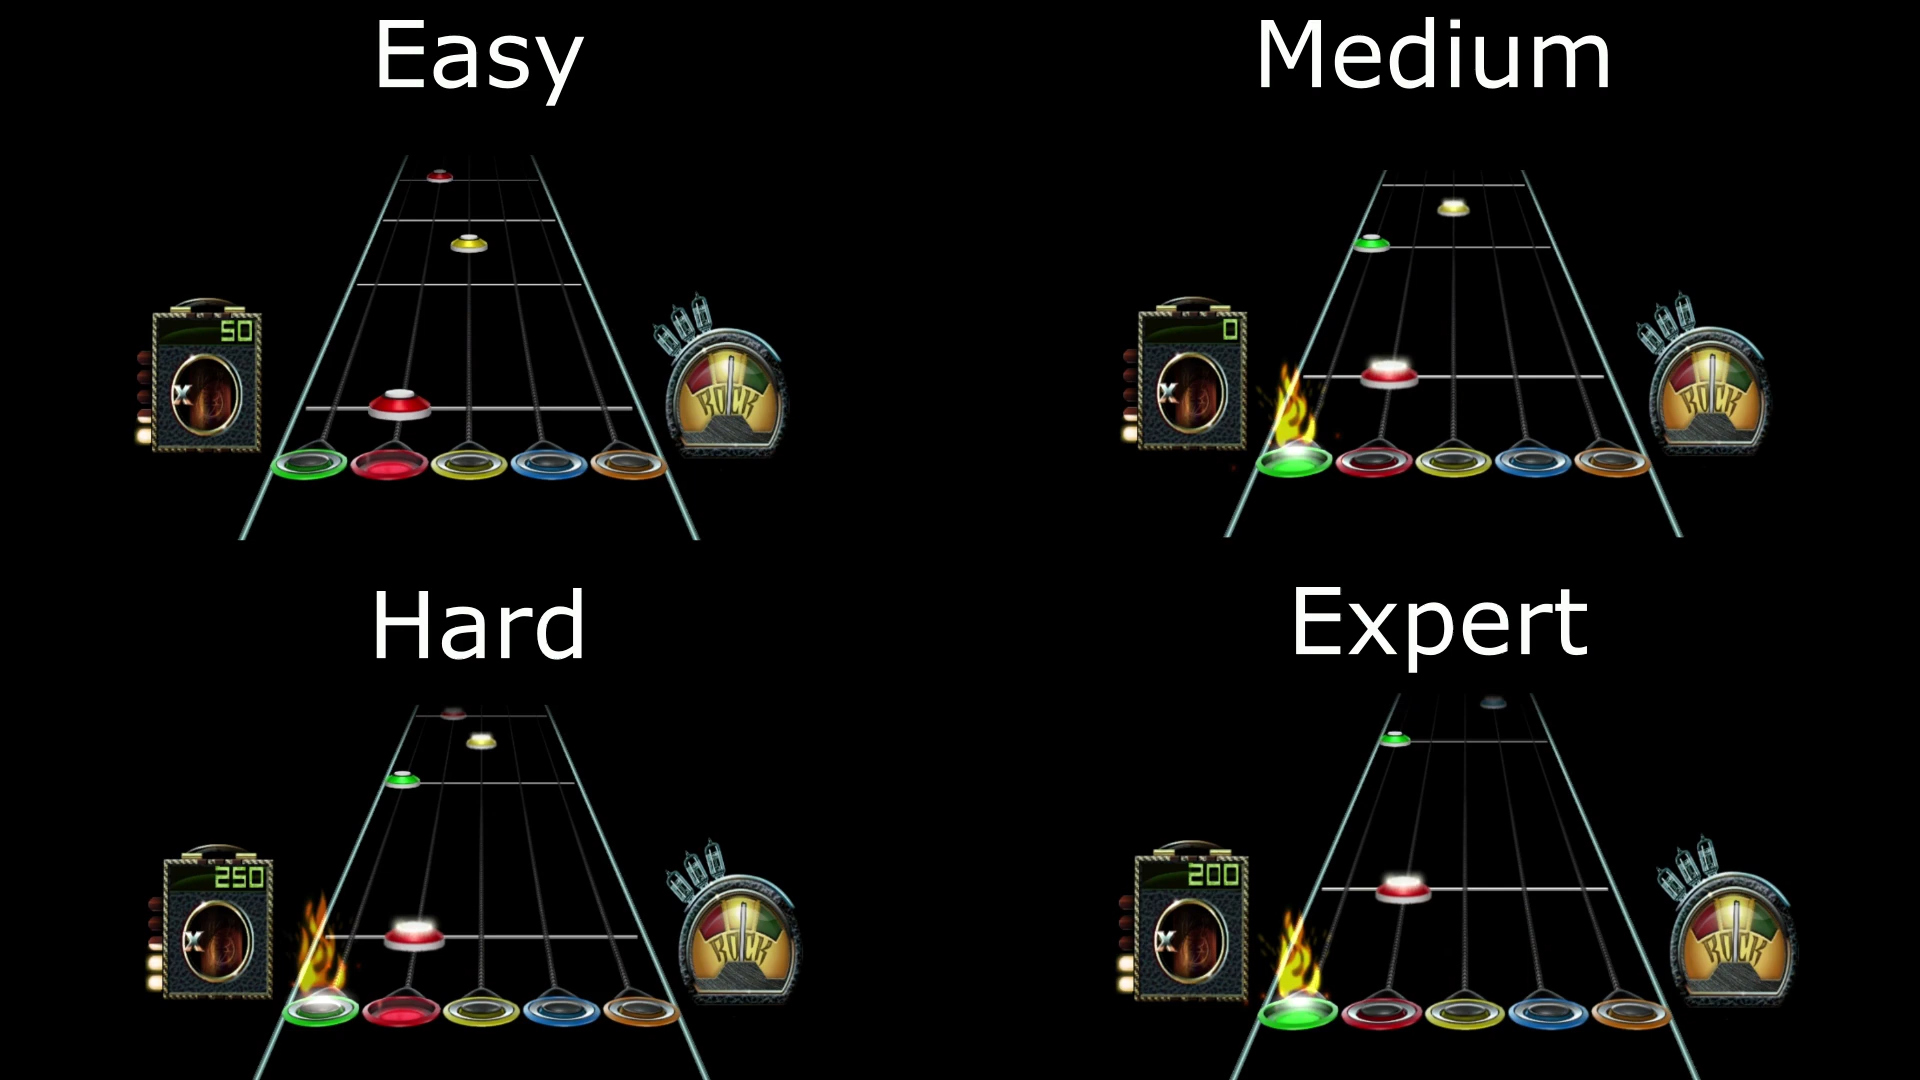 Easy
Medium
50
X
ROCK
0
X
ROCK
Hard
Expert
250
X
ROCK
200
X
ROCK